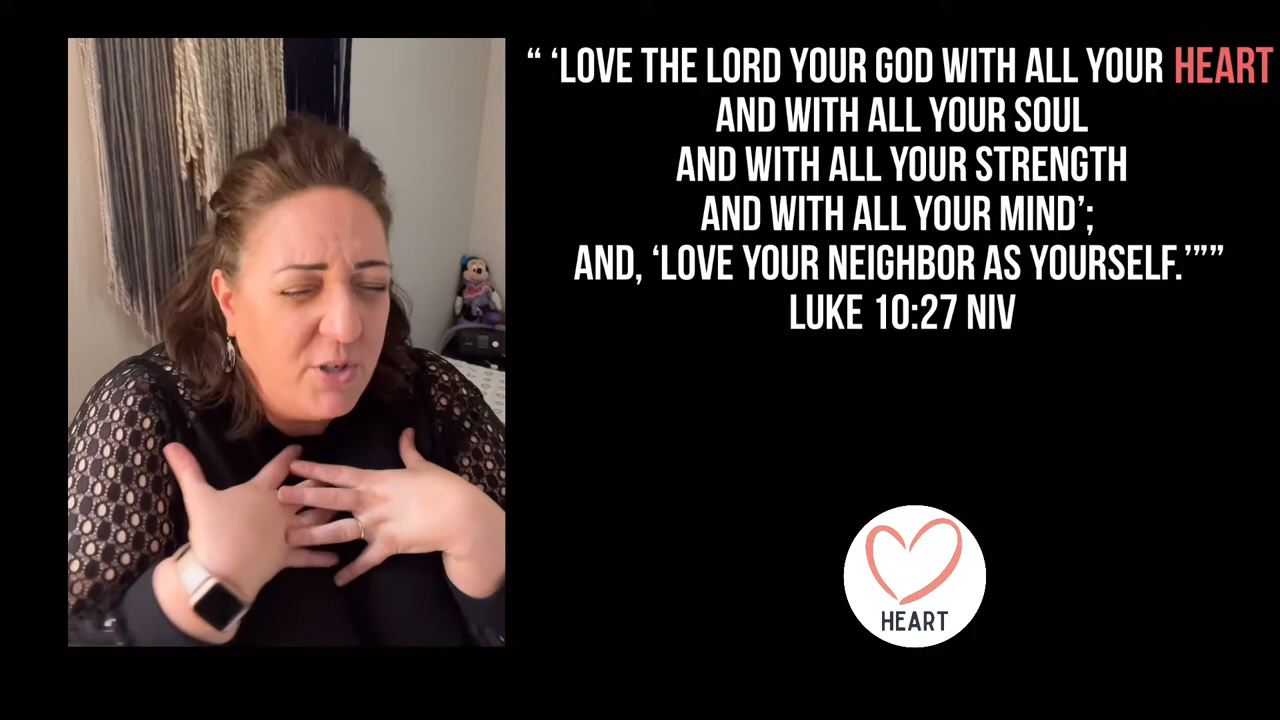 “ ‘LOVE THE LORD YOUR GOD WITH ALL YOUR HEART
AND WITH ALL YOUR SOUL
AND WITH ALL YOUR STRENGTH
AND WITH ALL YOUR MIND’;
AND, ‘LOVE YOUR NEIGHBOR AS YOURSELF.’””
LUKE 10:27 NIV
HEART